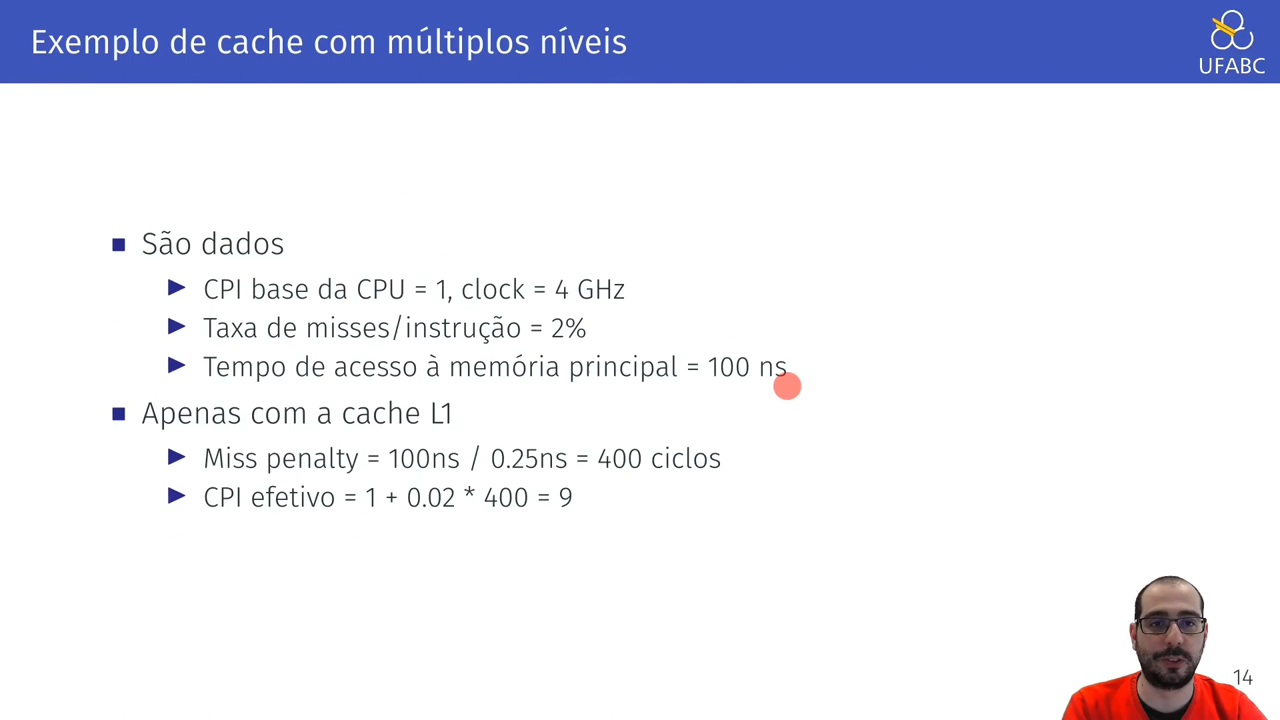 Exemplo de cache com múltiplos níveis
UFABC
São dados
CPI base da CPU = 1, clock = 4 GHz
Taxa de misses/instrução = 2%
Tempo de acesso à memória principal = 100 ns
Apenas com a cache L1
Miss penalty = 100ns / 0.25ns = 400 ciclos
CPI efetivo = 1 + 0.02 * 400 = 9
14